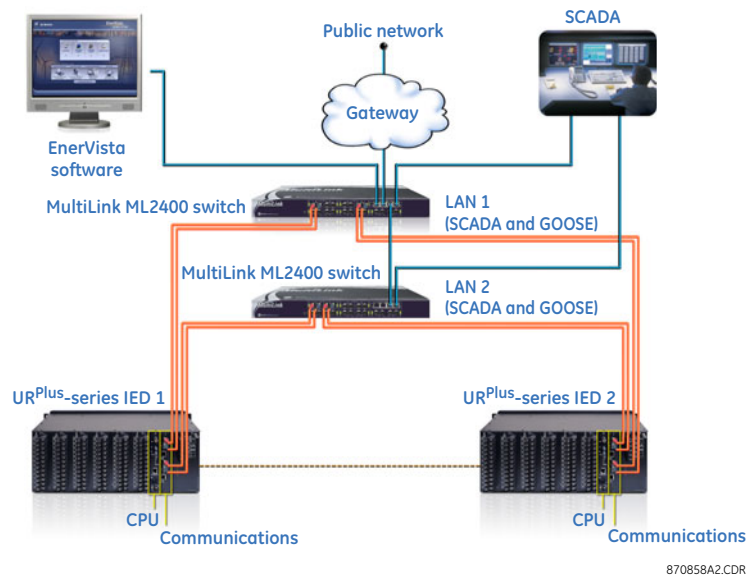 SCADA
Public network
Gateway
EnerVista
software
MultiLink ML2400 switch
LAN 1
(SCADA and GOOSE)
MultiLink ML2400 switch
LAN 2
(SCADA and GOOSE)
URPlus-series IED 1
URPlus-series IED 2
CPU
Communications
CPU
Communications
870858A2.CDR